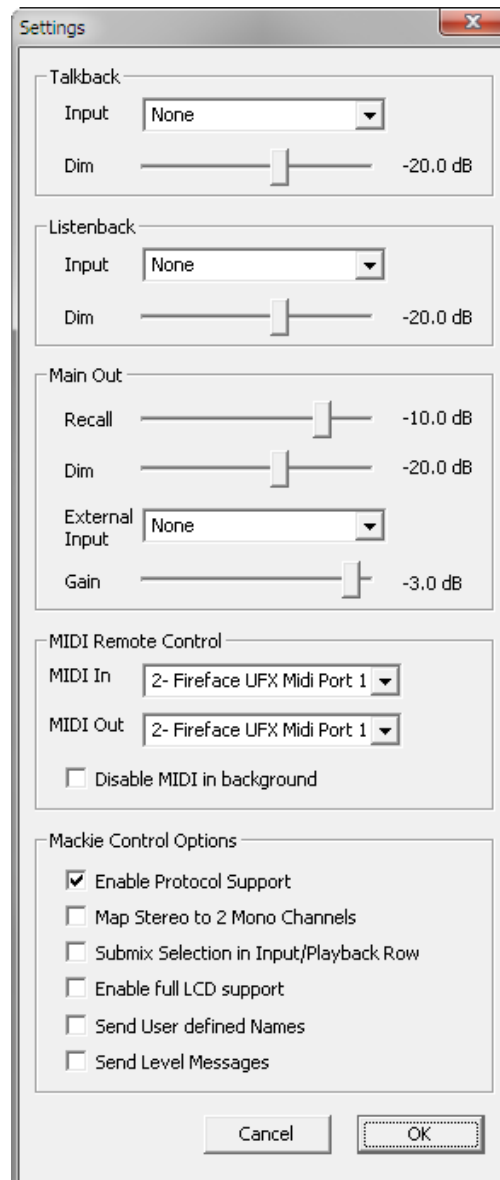 Settings
Talkback
Input None
Dim -20.0 dB
Listenback
Input None
Dim -20.0 dB
Main Out
Recall -10.0 dB
Dim -20.0 dB
External
Input None
Gain -3.0 dB
MIDI Remote Control
MIDI In 2- Fireface UFX Midi Port 1
MIDI Out 2- Fireface UFX Midi Port 1
Disable MIDI in background
Mackie Control Options
Enable Protocol Support
Map Stereo to 2 Mono Channels
Submix Selection in Input/Playback Row
Enable full LCD support
Send User defined Names
Send Level Messages
Cancel OK